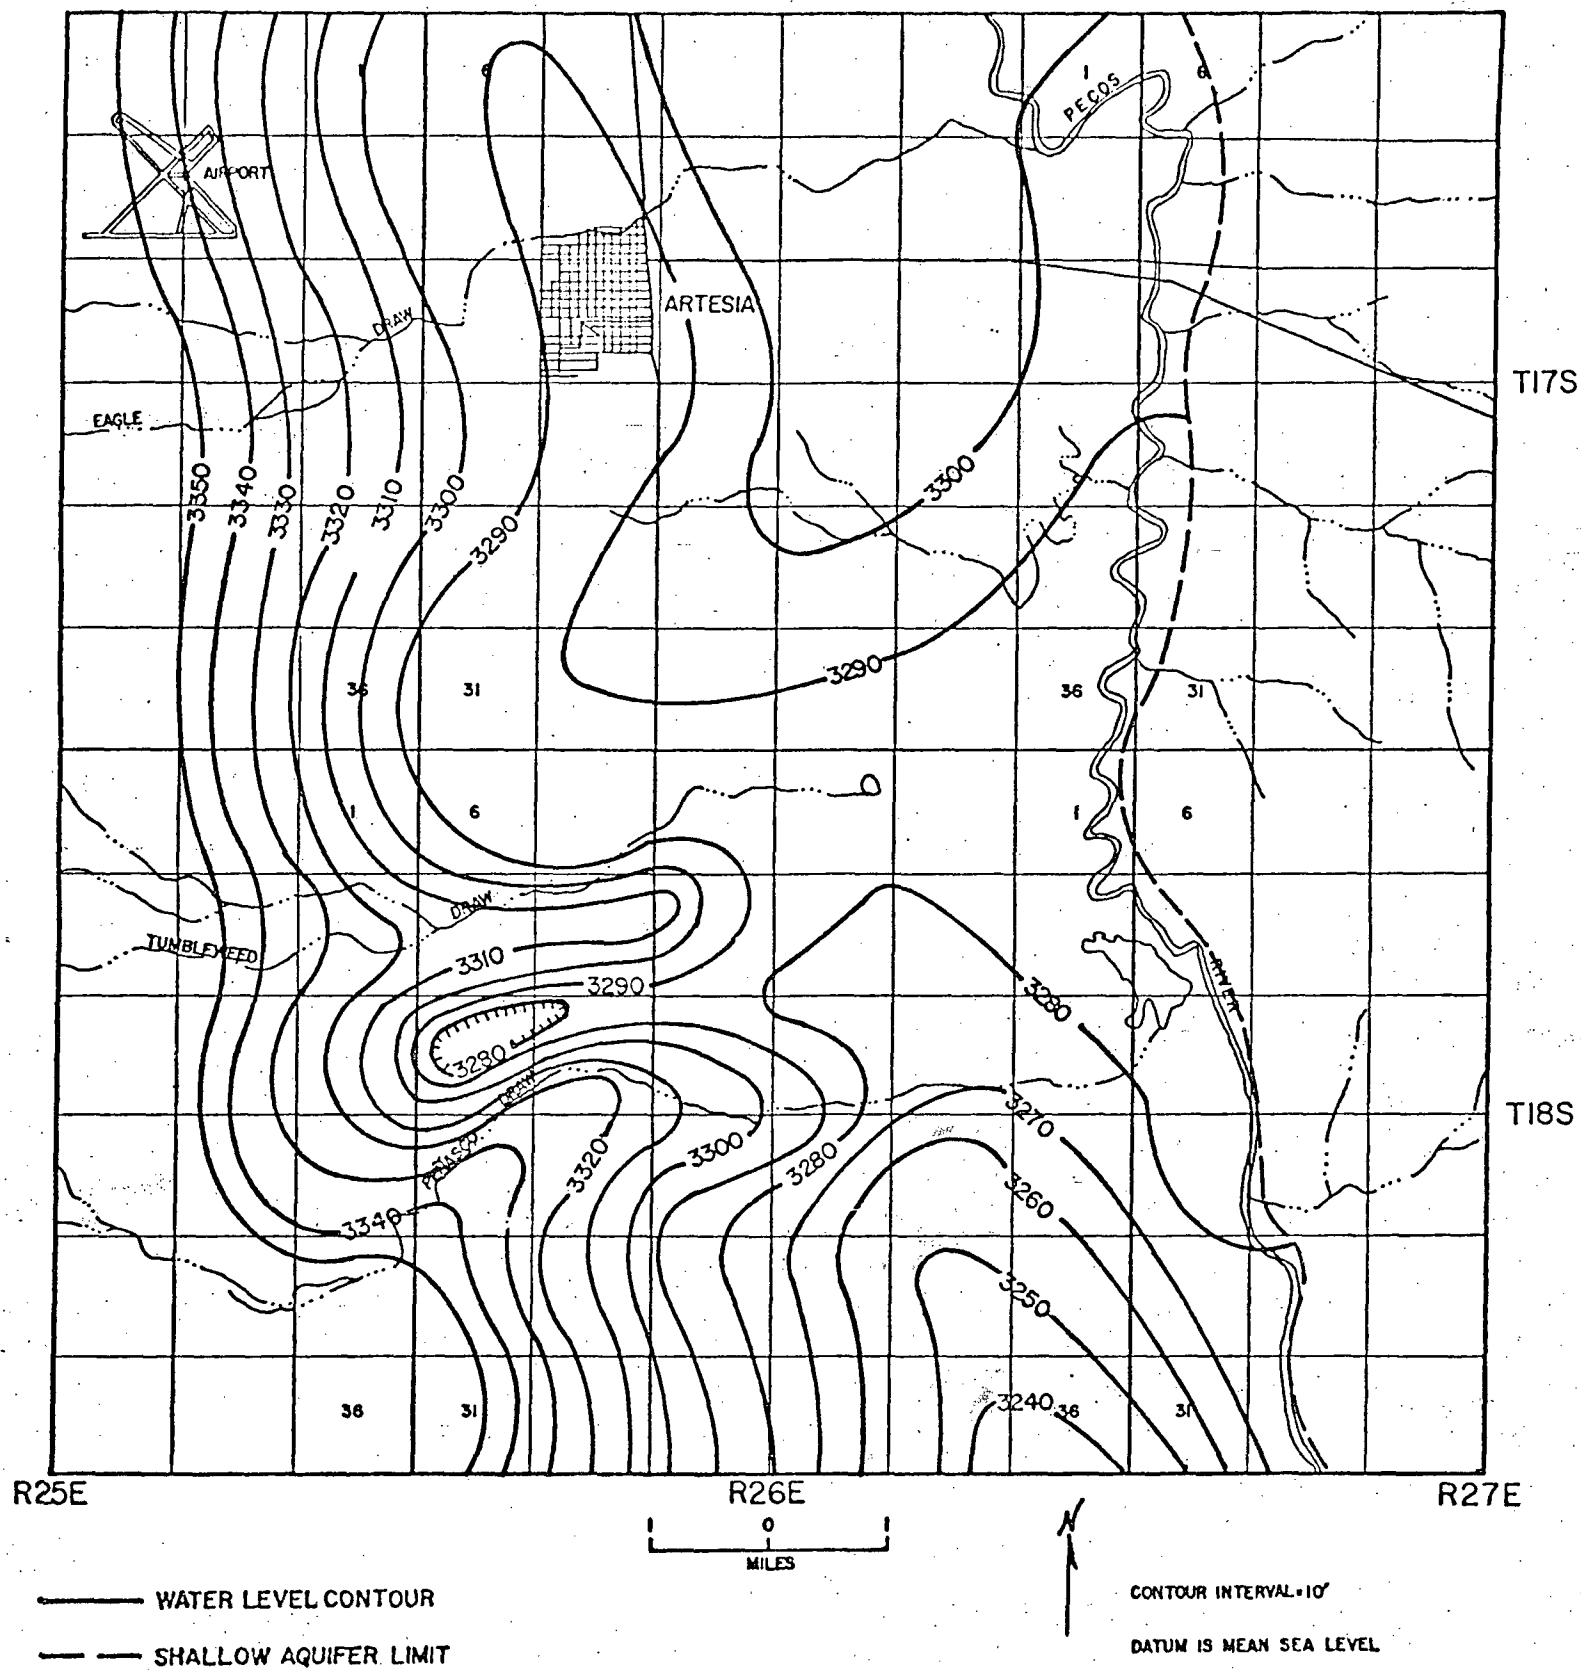 1
6
1
6
PECOS
AIRPORT
ARTESIA
DRAW
T17S
EAGLE
3350
3340
3330
3320
3310
3300
3290
3300
3290
36
31
36
31
1
6
1
6
DRAW
TUMBLEWEED
3310
3290
3280
RIVER
3280
DRAW
PENASCO
3270
T18S
3320
3300
3280
3260
3340
3250
3240
36
31
36
31
R25E
R26E
R27E
1 0 1
MILES
N
WATER LEVEL CONTOUR
SHALLOW AQUIFER LIMIT
CONTOUR INTERVAL=10'
DATUM IS MEAN SEA LEVEL